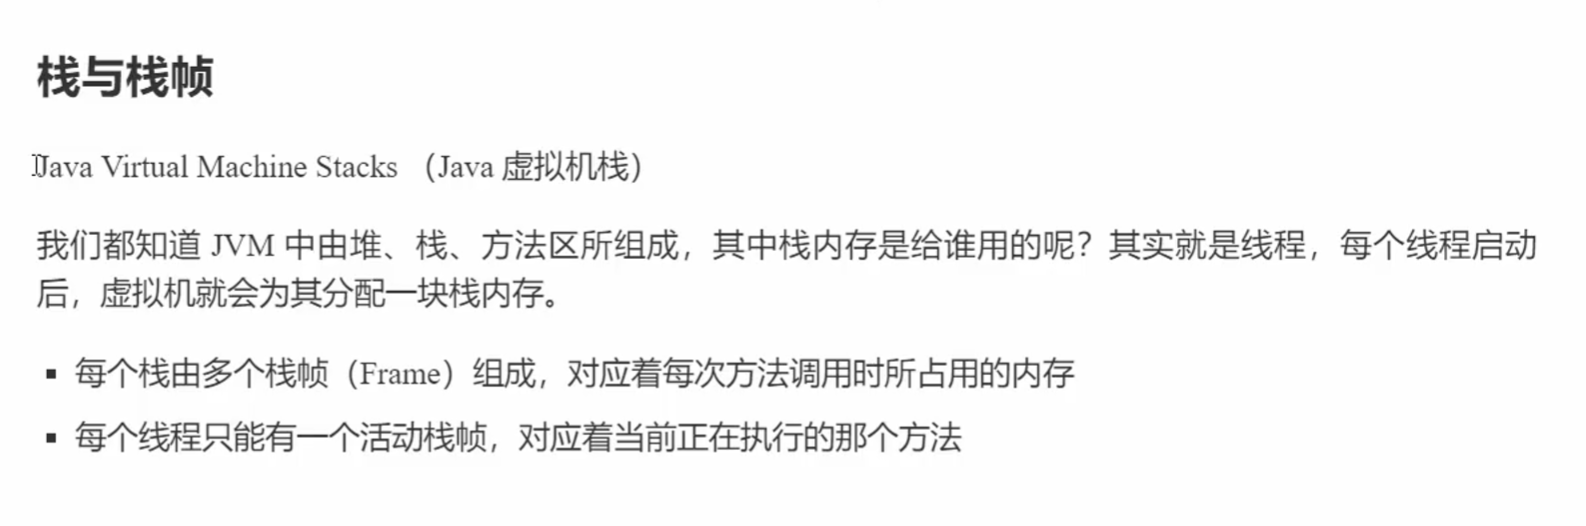 栈与栈帧
Java Virtual Machine Stacks （Java 虚拟机栈）
我们都知道 JVM 中由堆、栈、方法区所组成，其中栈内存是给谁用的呢？其实就是线程，每个线程启动
后，虚拟机就会为其分配一块栈内存。
▪ 每个栈由多个栈帧（Frame）组成，对应着每次方法调用时所占用的内存
▪ 每个线程只能有一个活动栈帧，对应着当前正在执行的那个方法